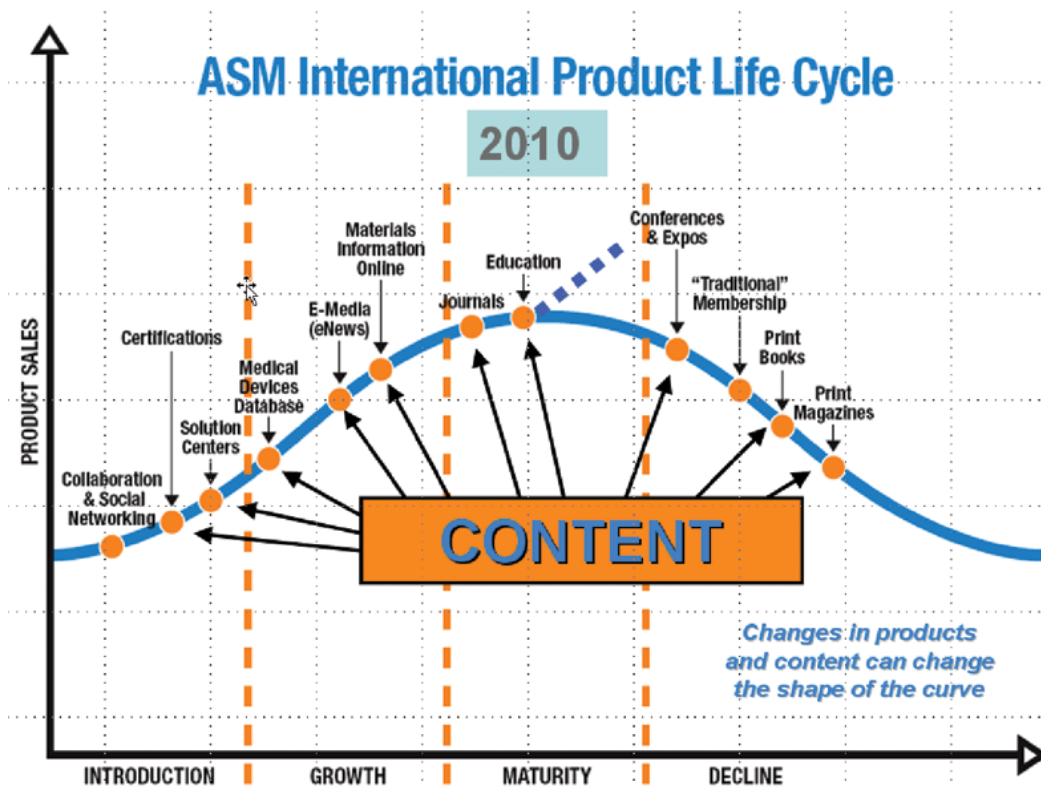 ASM International Product Life Cycle
2010
Conferences
& Expos
Materials
Information
Online
Education
"Traditional"
Membership
Journals
E-Media
(eNews)
Certifications
Print
Books
Medical
Devices
Database
Print
Magazines
Solution
Centers
Collaboration
& Social
Networking
PRODUCT SALES
CONTENT
Changes in products
and content can change
the shape of the curve
INTRODUCTION
GROWTH
MATURITY
DECLINE